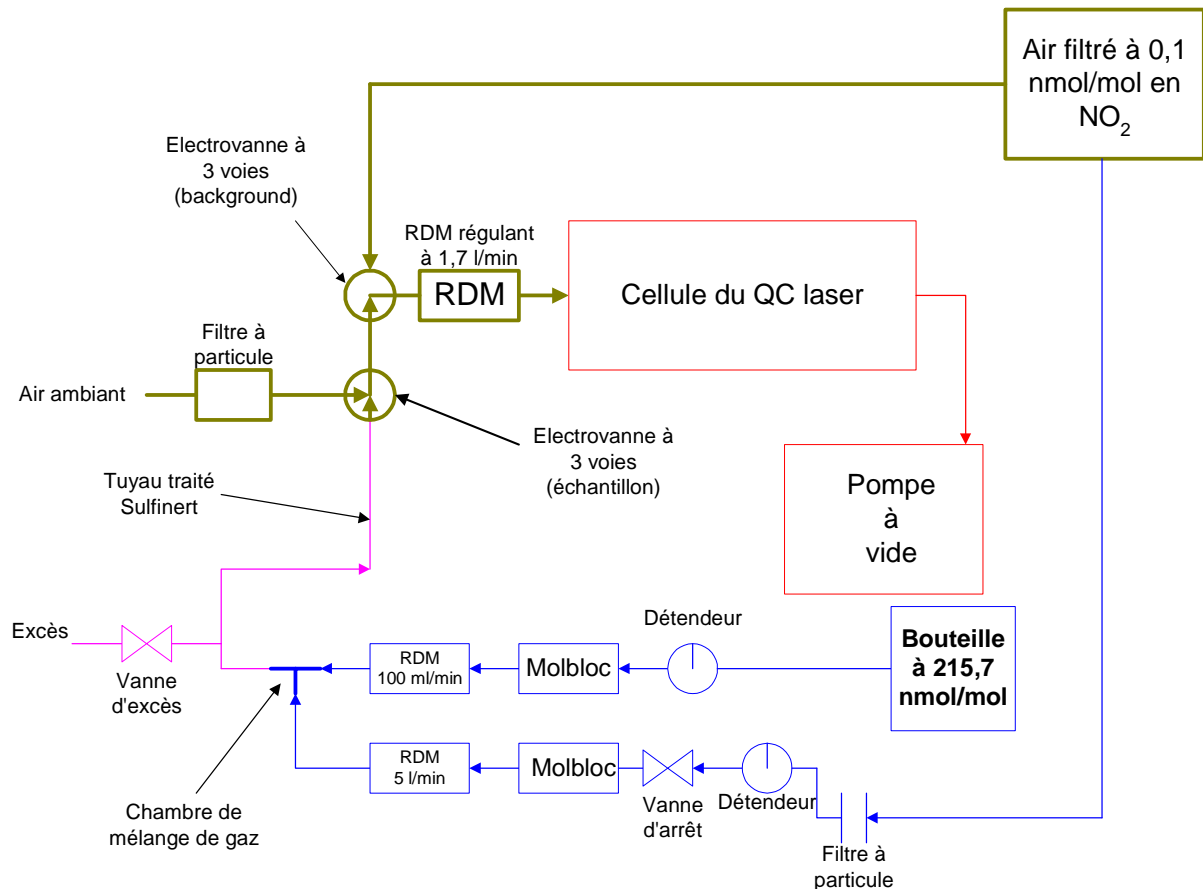 Air filtré à 0,1
nmol/mol en
NO2
Electrovanne à
3 voies
(background)
RDM régulant
à 1,7 l/min
RDM
Cellule du QC laser
Filtre à
particule
Air ambiant
Electrovanne à
3 voies
(échantillon)
Tuyau traité
Sulfinert
Pompe
à
vide
Excès
Vanne
d'excès
RDM
100 ml/min
Molbloc
Détendeur
Bouteille
à 215,7
nmol/mol
RDM
5 l/min
Molbloc
Vanne
d'arrêt
Détendeur
Chambre de
mélange de gaz
Filtre à
particule